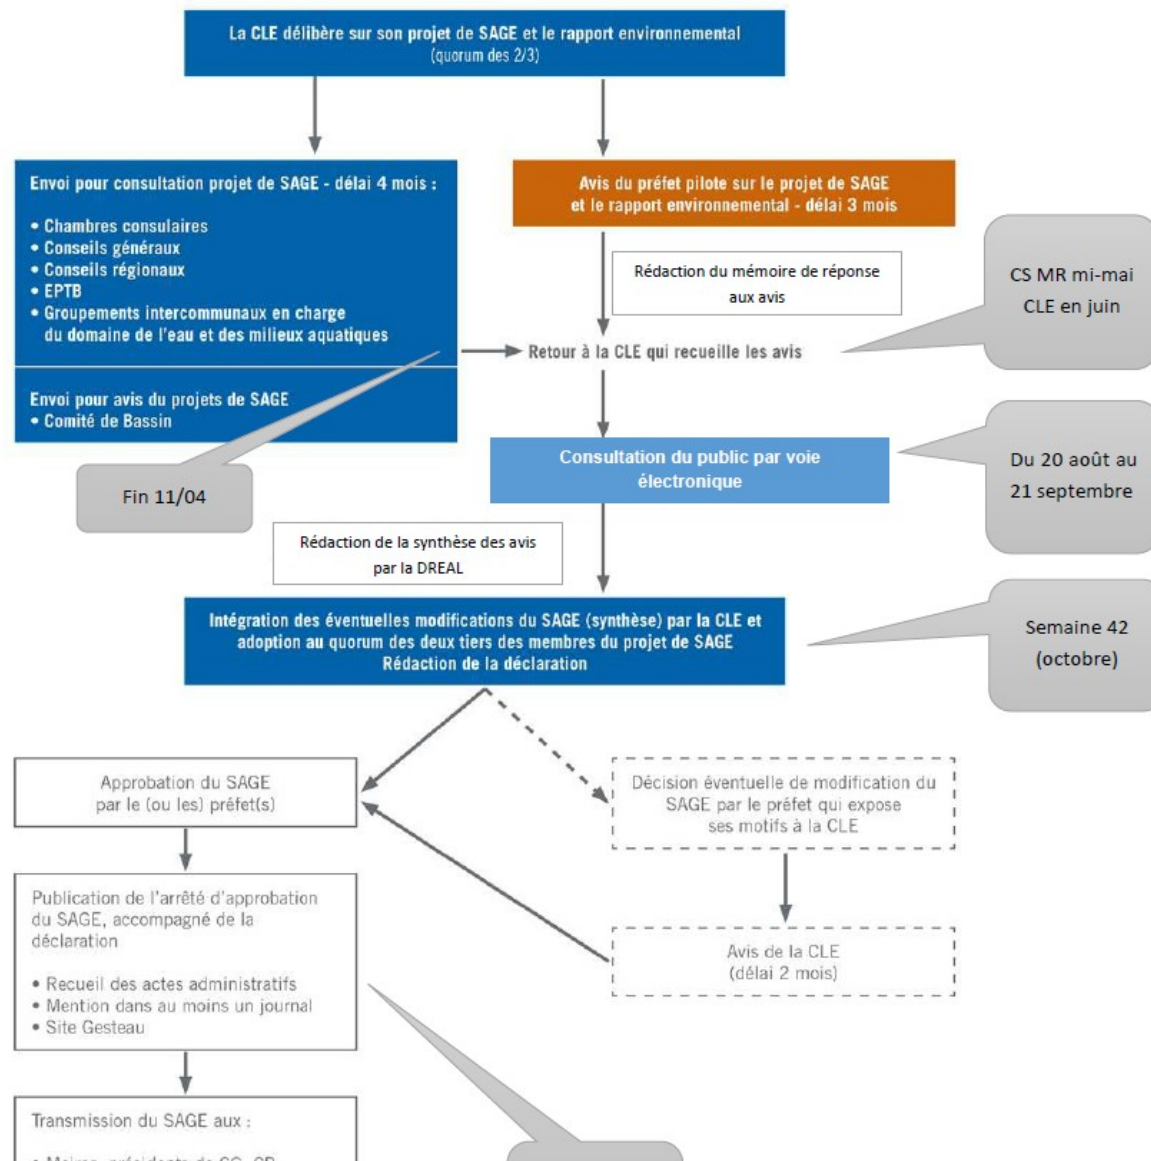 La CLE délibère sur son projet de SAGE et le rapport environnemental
(quorum des 2/3)
Envoi pour consultation projet de SAGE - délai 4 mois :
• Chambres consulaires
• Conseils généraux
• Conseils régionaux
• EPTB
• Groupements intercommunaux en charge
du domaine de l'eau et des milieux aquatiques
Envoi pour avis du projets de SAGE
• Comité de Bassin
Avis du préfet pilote sur le projet de SAGE
et le rapport environnemental - délai 3 mois
Rédaction du mémoire de réponse
aux avis
CS MR mi-mai
CLE en juin
Retour à la CLE qui recueille les avis
Fin 11/04
Consultation du public par voie
électronique
Du 20 août au
21 septembre
Rédaction de la synthèse des avis
par la DREAL
Intégration des éventuelles modifications du SAGE (synthèse) par la CLE et
adoption au quorum des deux tiers des membres du projet de SAGE
Rédaction de la déclaration
Semaine 42
(octobre)
Approbation du SAGE
par le (ou les) préfet(s)
Décision éventuelle de modification du
SAGE par le préfet qui expose
ses motifs à la CLE
Publication de l'arrêté d'approbation
du SAGE, accompagné de la
déclaration
• Recueil des actes administratifs
• Mention dans au moins un journal
• Site Gesteau
Avis de la CLE
(délai 2 mois)
Transmission du SAGE aux :